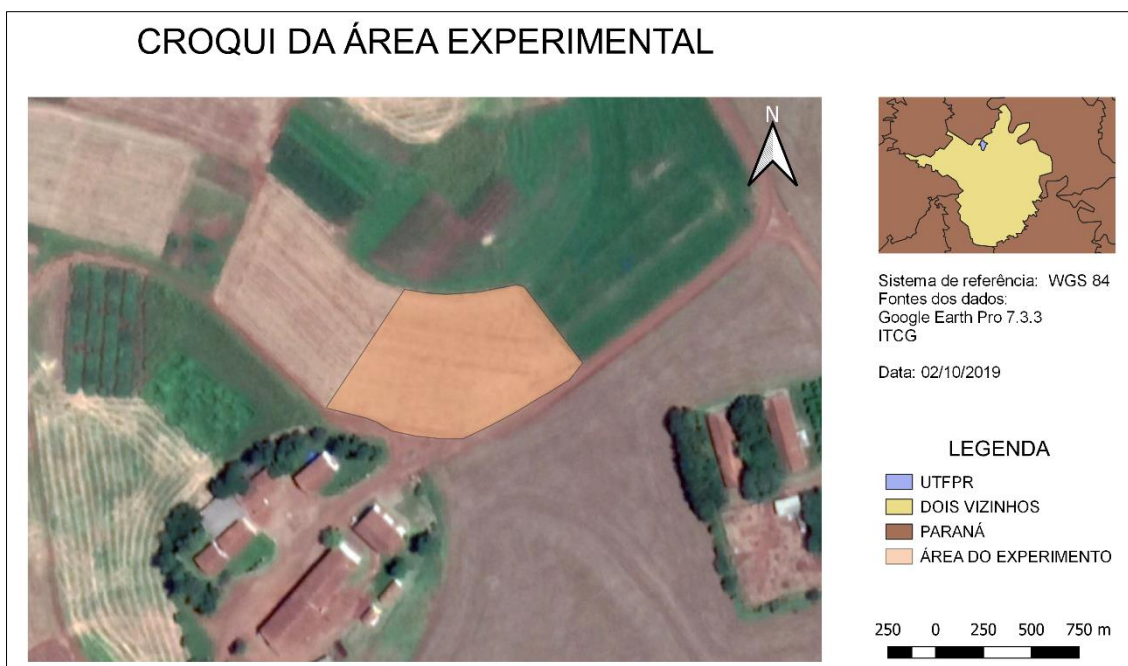 CROQUI DA ÁREA EXPERIMENTAL
N
Sistema de referência: WGS 84
Fontes dos dados:
Google Earth Pro 7.3.3
ITCG
Data: 02/10/2019
LEGENDA
UTFPR
DOIS VIZINHOS
PARANÁ
ÁREA DO EXPERIMENTO
250 0 250 500 750 m